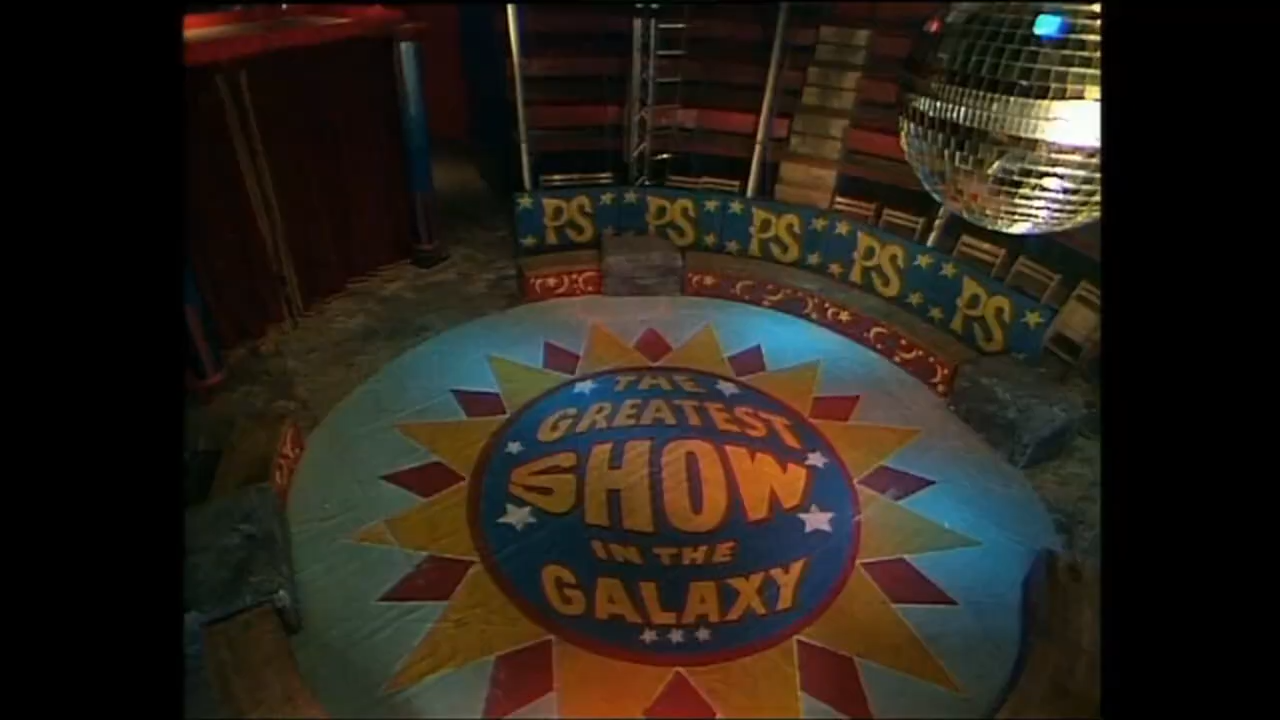 PS PS PS PS PS
THE
GREATEST
SHOW
IN THE
GALAXY